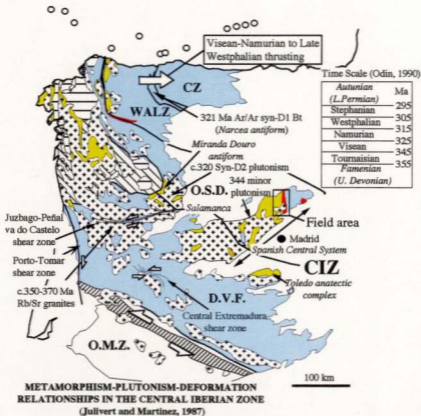 Visean-Namurian to Late
Westphalian thrusting
Time Scale (Odin, 1990)
Autunian
(L.Permian)
Ma
Stephanian
295
Westphalian
305
Namurian
315
Visean
325
Tournaisian
345
Famenian
355
(U. Devonian)
CZ
WALZ
321 Ma Ar/Ar syn-D1 Bt
(Narcea antiform)
Miranda Douro
antiform
c.320 Syn-D2 plutonism
344 minor
plutonism
O.S.D.
Salamanca
Field area
Madrid
Spanish Central System
CIZ
Toledo anatectic
complex
Juzbago-Peñal
va do Castelo
shear zone
Porto-Tomar
shear zone
c.350-370 Ma
Rb/Sr granites
D.V.F.
Central Extremadura
shear zone
O.M.Z.
100 km
METAMORPHISM-PLUTONISM-DEFORMATION
RELATIONSHIPS IN THE CENTRAL IBERIAN ZONE
(Julivert and Martinez, 1987)